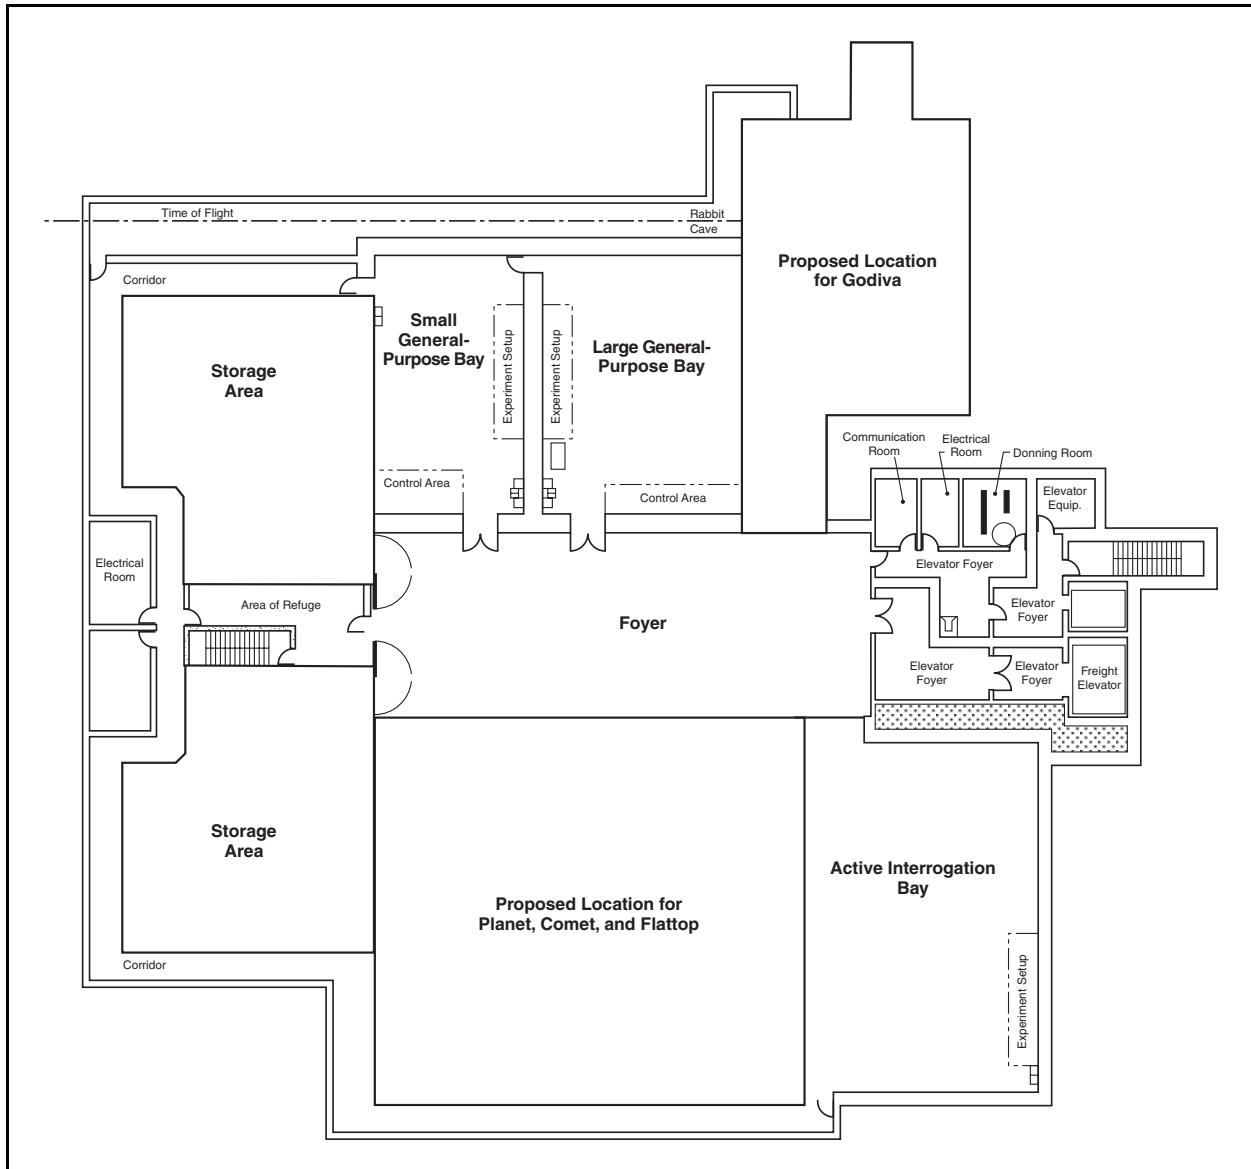 Time of Flight
Rabbit
Cave
Corridor
Proposed Location
for Godiva
Small
General-
Purpose Bay
Experiment Setup
Experiment Setup
Large General-
Purpose Bay
Storage
Area
Control Area
Control Area
Communication
Room
Electrical
Room
Donning Room
Elevator
Equip.
Electrical
Room
Elevator Foyer
Area of Refuge
Foyer
Elevator
Foyer
Elevator
Foyer
Elevator
Foyer
Freight
Elevator
Storage
Area
Proposed Location for
Planet, Comet, and Flattop
Active Interrogation
Bay
Experiment Setup
Corridor